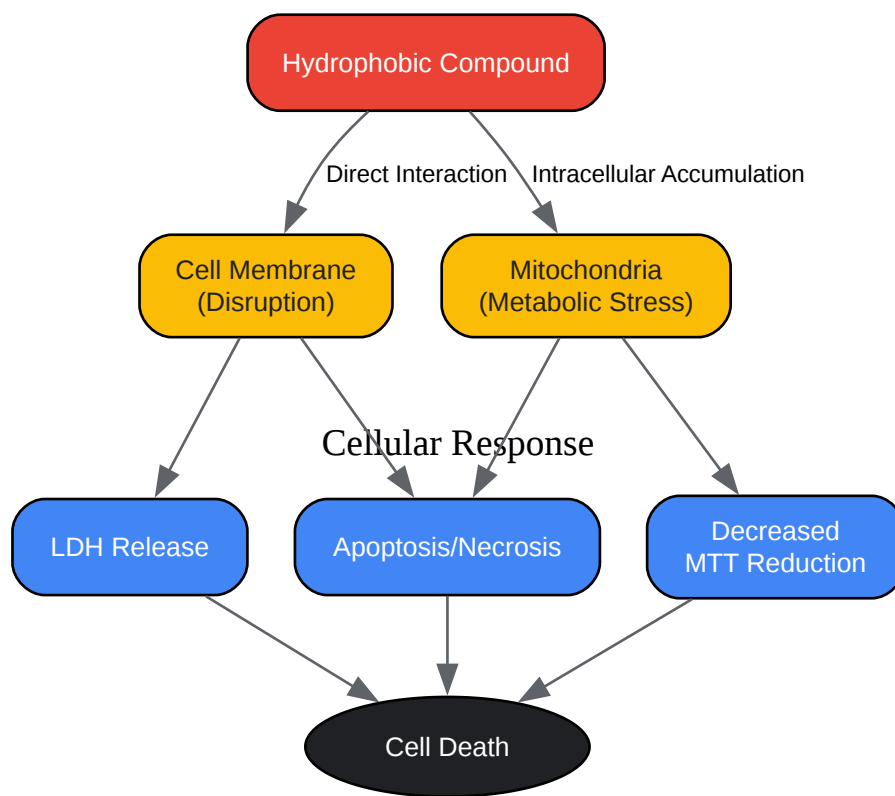 Hydrophobic Compound
Direct Interaction
Intracellular Accumulation
Cell Membrane
(Disruption)
Mitochondria
(Metabolic Stress)
Cellular Response
LDH Release
Apoptosis/Necrosis
Decreased
MTT Reduction
Cell Death